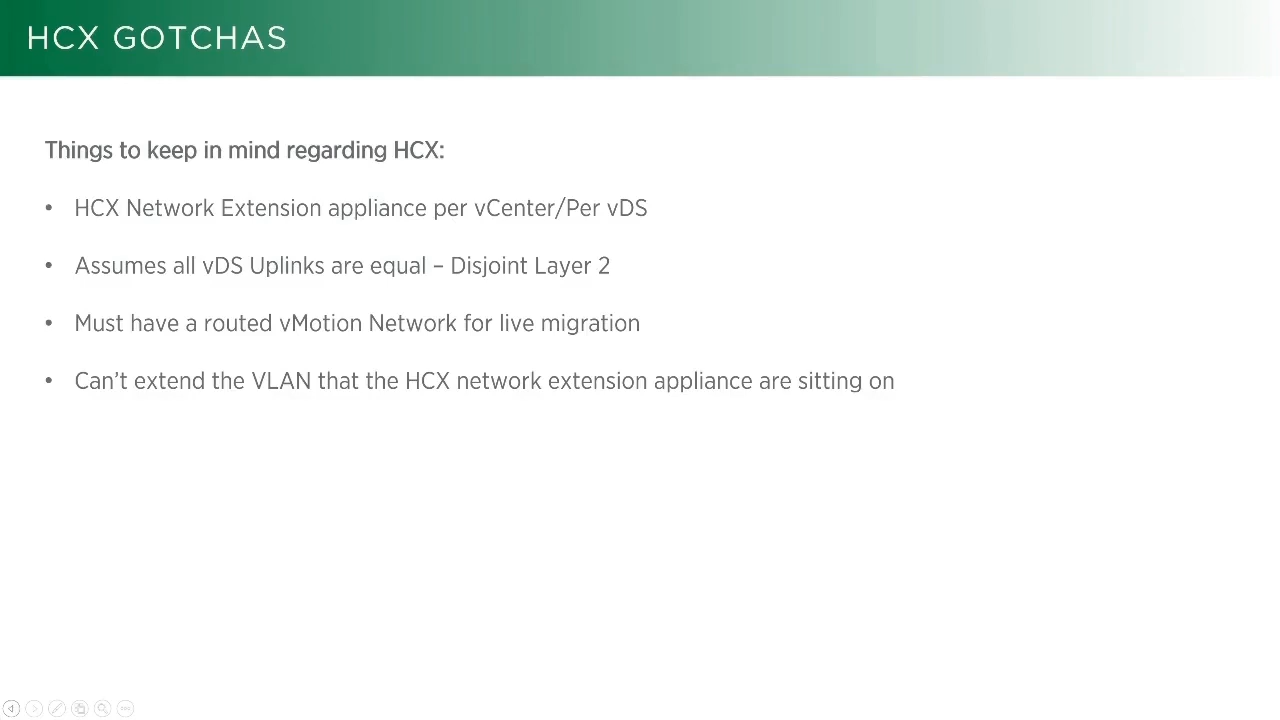 HCX GOTCHAS
Things to keep in mind regarding HCX:
• HCX Network Extension appliance per vCenter/Per vDS
• Assumes all vDS Uplinks are equal – Disjoint Layer 2
• Must have a routed vMotion Network for live migration
• Can’t extend the VLAN that the HCX network extension appliance are sitting on